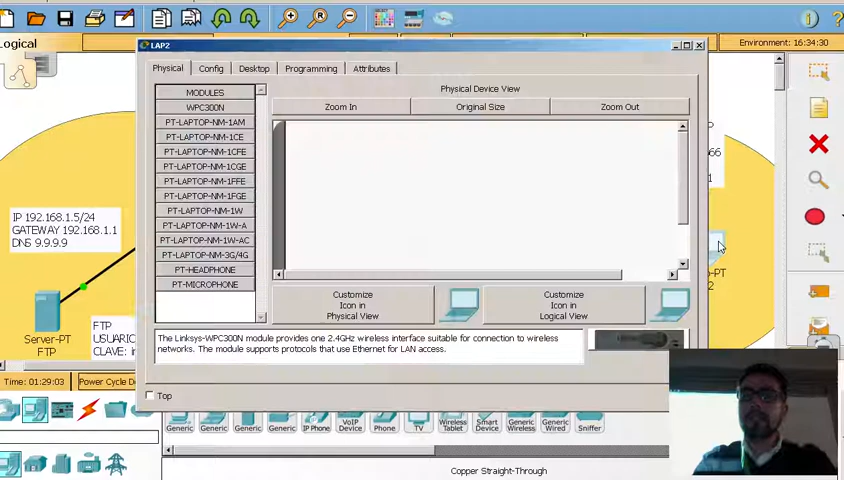 Logical
Environment: 16:34:30
LAP2
Physical
Config
Desktop
Programming
Attributes
MODULES
WPC300N
PT-LAPTOP-NM-1AM
PT-LAPTOP-NM-1CE
PT-LAPTOP-NM-1CFE
PT-LAPTOP-NM-1CGE
PT-LAPTOP-NM-1FFE
PT-LAPTOP-NM-1FGE
PT-LAPTOP-NM-1W
PT-LAPTOP-NM-1W-A
PT-LAPTOP-NM-1W-AC
PT-LAPTOP-NM-3G/4G
PT-HEADPHONE
PT-MICROPHONE
Physical Device View
Zoom In
Original Size
Zoom Out
Customize
Icon in
Physical View
Customize
Icon in
Logical View
The Linksys-WPC300N module provides one 2.4GHz wireless interface suitable for connection to wireless
networks. The module supports protocols that use Ethernet for LAN access.
Top
IP 192.168.1.5/24
GATEWAY 192.168.1.1
DNS 9.9.9.9
Server-PT
FTP
FTP
USUARIO
CLAVE: i
66
1
-PT
2
Time: 01:29:03
Power Cycle De
Generic
Generic
Generic
Generic
IP Phone
VoIP
Device
Phone
TV
Wireless
Tablet
Smart
Device
Generic
Wireless
Generic
Wired
Sniffer
Copper Straight-Through